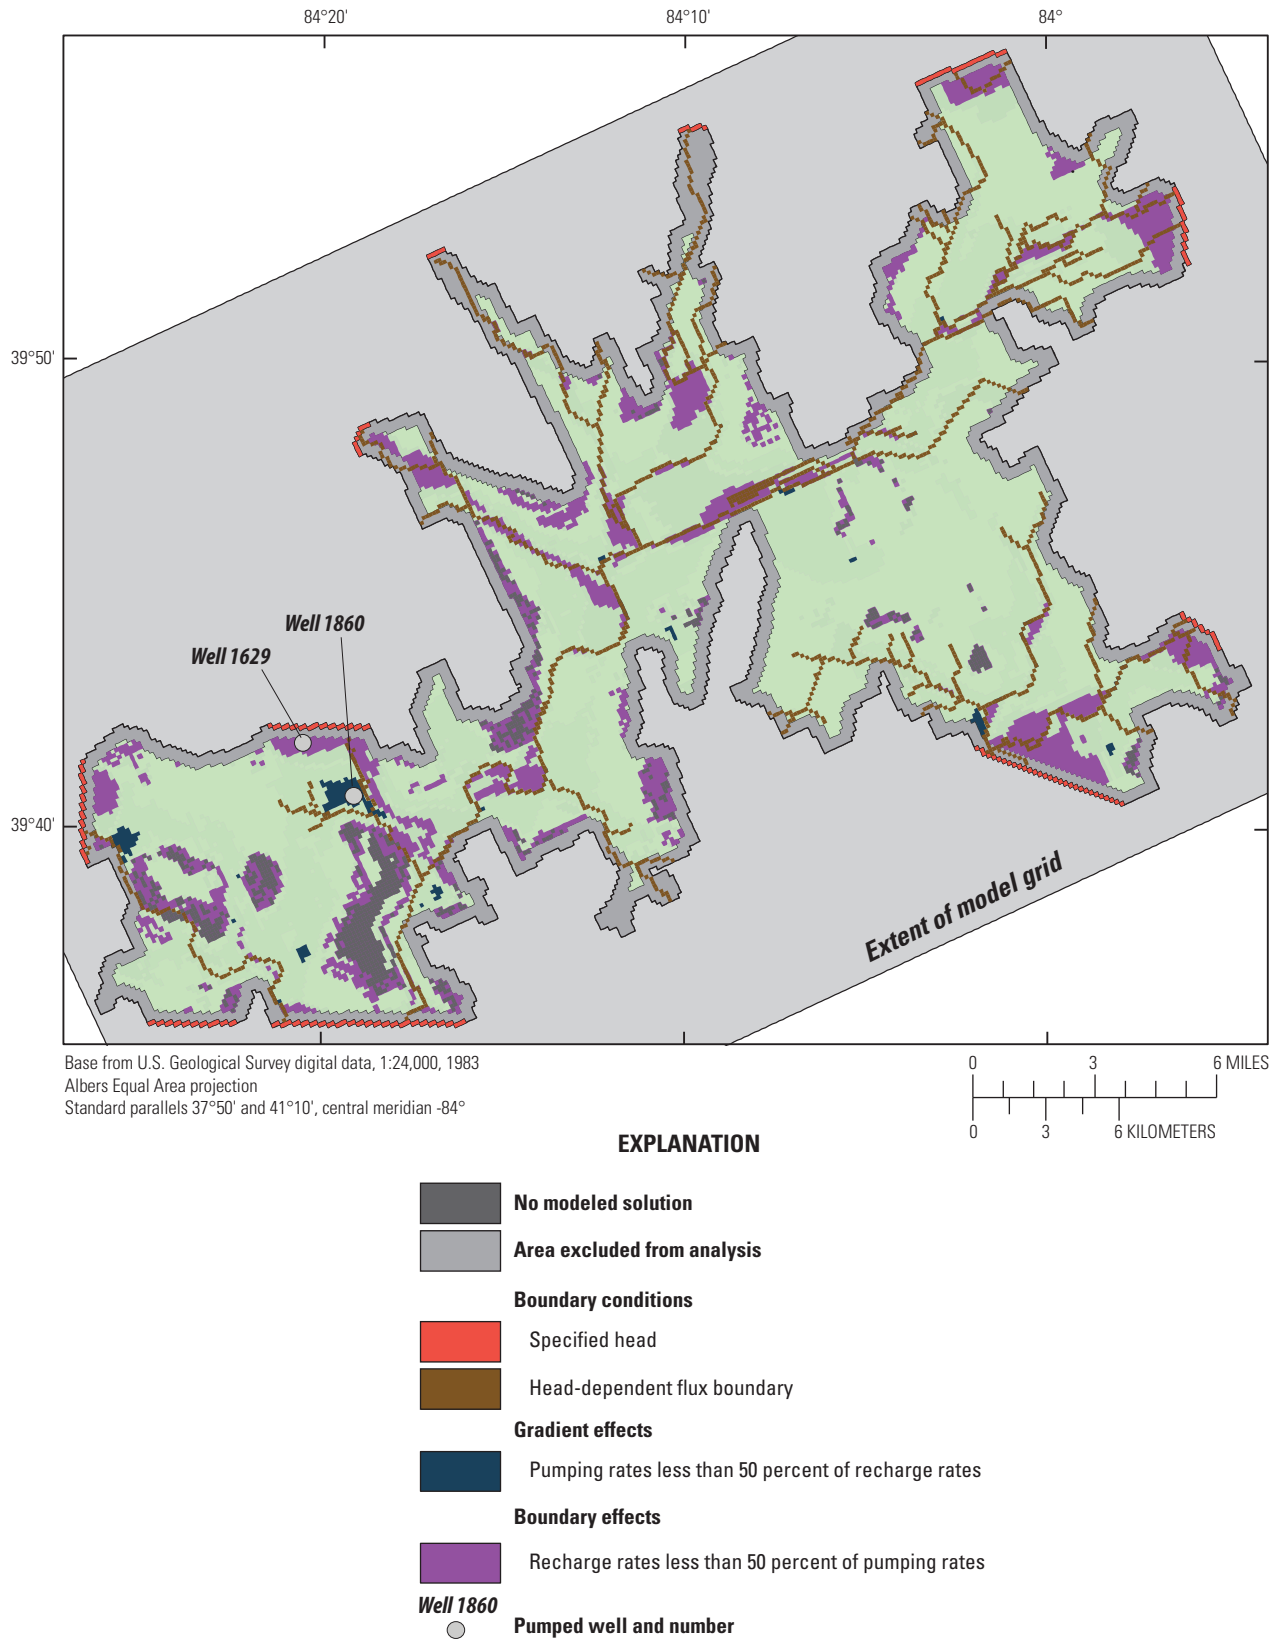 84°20'
84°10'
84°
39°50'
Well 1860
Well 1629
39°40'
Extent of model grid
Base from U.S. Geological Survey digital data, 1:24,000, 1983
Albers Equal Area projection
Standard parallels 37°50' and 41°10', central meridian -84°
0 3 6 MILES
0 3 6 KILOMETERS
EXPLANATION
No modeled solution
Area excluded from analysis
Boundary conditions
Specified head
Head-dependent flux boundary
Gradient effects
Pumping rates less than 50 percent of recharge rates
Boundary effects
Recharge rates less than 50 percent of pumping rates
Well 1860
Pumped well and number